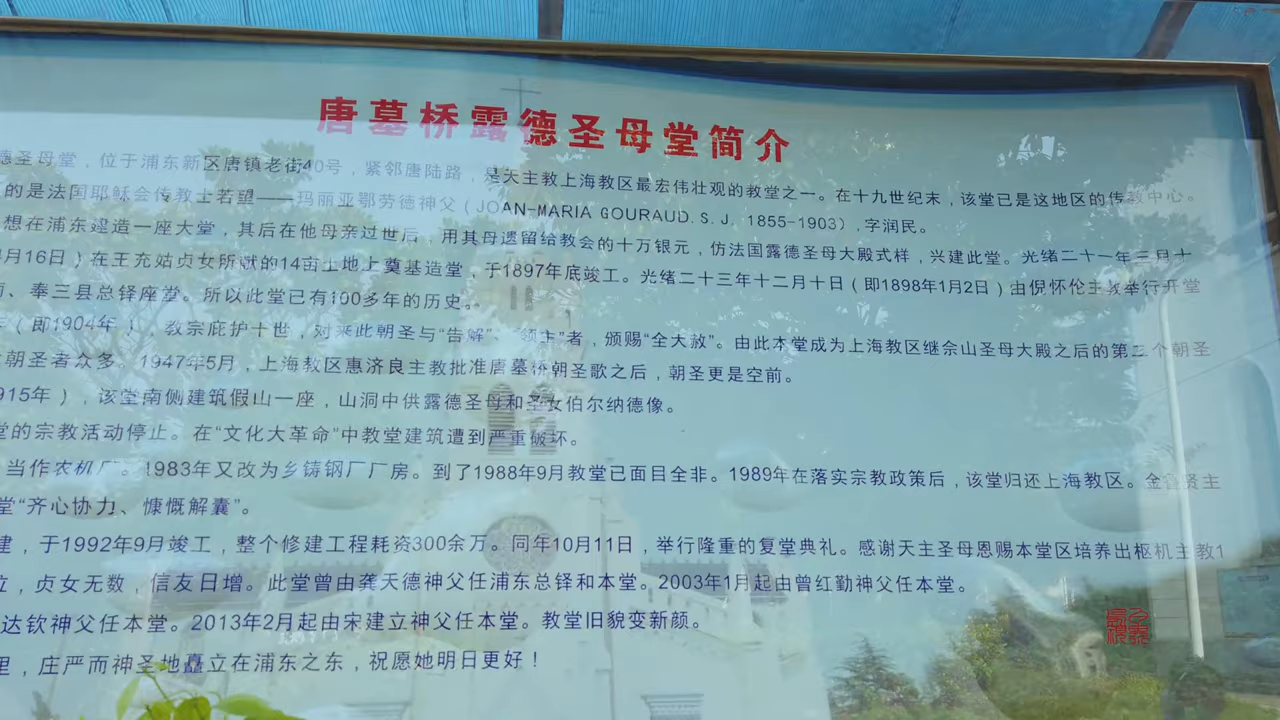 唐墓桥露德圣母堂简介
德圣母堂，位于浦东新区唐镇老街40号，紧邻唐陆路，是天主教上海教区最宏伟壮观的教堂之一。在十九世纪末，该堂已是这地区的传教中心。
的是法国耶稣会传教士若望——玛丽亚鄂劳德神父（JOAN-MARIA GOURAUD.S.J. 1855-1903），字润民。
想在浦东建造一座大堂，其后在他母亲过世后，用其母遗留给教会的十万银元，仿法国露德圣母大殿式样，兴建此堂。光绪二十一年三月十
月16日）在王充姑贞女所献的14亩土地上奠基造堂，于1897年底竣工。光绪二十三年十二月十日（即1898年1月2日）由倪怀伦主教举行开堂
、奉三县总铎座堂。所以此堂已有100多年的历史。
（即1904年），教宗庇护十世，对来此朝圣与“告解”、“领主”者，颁赐“全大赦”。由此本堂成为上海教区继佘山圣母大殿之后的第二个朝圣
朝圣者众多。1947年5月，上海教区惠济良主教批准唐墓桥朝圣歌之后，朝圣更是空前。
915年），该堂南侧建筑假山一座，山洞中供露德圣母和圣女伯尔纳德像。
堂的宗教活动停止。在“文化大革命”中教堂建筑遭到严重破坏。
当作农机厂。1983年又改为乡铸钢厂厂房。到了1988年9月教堂已面目全非。1989年在落实宗教政策后，该堂归还上海教区。金鲁贤主
堂“齐心协力、慷慨解囊”。
建，于1992年9月竣工，整个修建工程耗资300余万。同年10月11日，举行隆重的复堂典礼。感谢天主圣母恩赐本堂区培养出枢机主教1
位，贞女无数，信友日增。此堂曾由龚天德神父任浦东总铎和本堂。2003年1月起由曾红勤神父任本堂。
达钦神父任本堂。2013年2月起由宋建立神父任本堂。教堂旧貌变新颜。
里，庄严而神圣地矗立在浦东之东，祝愿她明日更好！